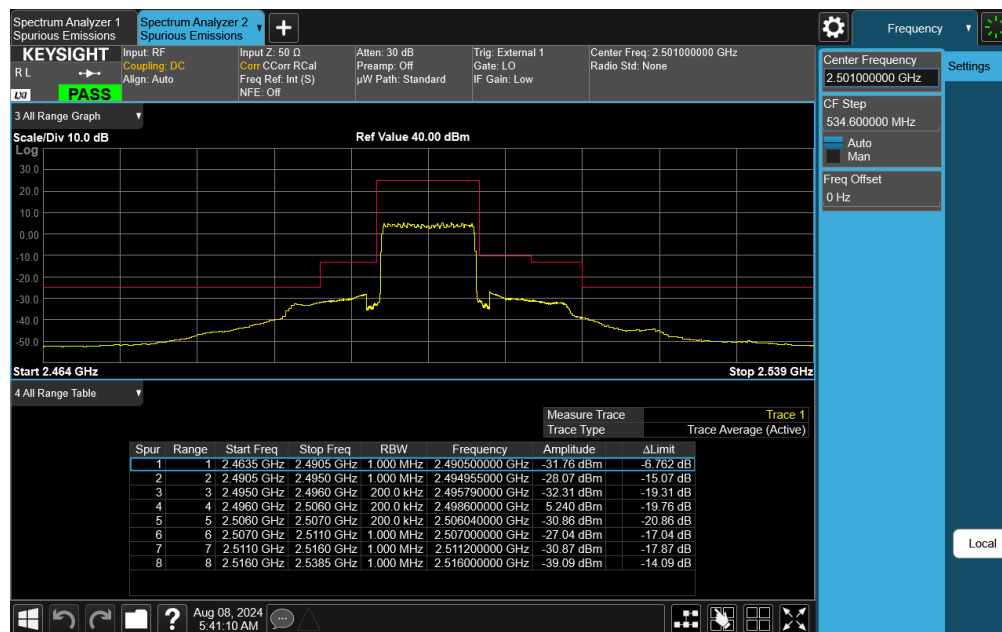 Spectrum Analyzer 1
Spurious Emissions
Spectrum Analyzer 2
Spurious Emissions
Frequency
KEYSIGHT
R L
LXI
PASS
Input: RF
Coupling: DC
Align: Auto
Input Z: 50 Ω
Corr CCorr RCal
Freq Ref: Int (S)
NFE: Off
Atten: 30 dB
Preamp: Off
µW Path: Standard
Trig: External 1
Gate: LO
IF Gain: Low
Center Freq: 2.501000000 GHz
Radio Std: None
Center Frequency
2.501000000 GHz
Settings
CF Step
534.600000 MHz
Auto
Man
Freq Offset
0 Hz
Local
3 All Range Graph
Scale/Div 10.0 dB
Ref Value 40.00 dBm
Log
30.0
20.0
10.0
0.00
-10.0
-20.0
-30.0
-40.0
-50.0
Start 2.464 GHz
Stop 2.539 GHz
4 All Range Table
Measure Trace Trace 1
Trace Type Trace Average (Active)
Spur Range Start Freq Stop Freq RBW Frequency Amplitude ΔLimit
1 1 2.4635 GHz 2.4905 GHz 1.000 MHz 2.490500000 GHz -31.76 dBm -6.762 dB
2 2 2.4905 GHz 2.4950 GHz 1.000 MHz 2.494955000 GHz -28.07 dBm -15.07 dB
3 3 2.4950 GHz 2.4960 GHz 200.0 kHz 2.495790000 GHz -32.31 dBm -19.31 dB
4 4 2.4960 GHz 2.5060 GHz 200.0 kHz 2.498600000 GHz 5.240 dBm -19.76 dB
5 5 2.5060 GHz 2.5070 GHz 200.0 kHz 2.506040000 GHz -30.86 dBm -20.86 dB
6 6 2.5070 GHz 2.5110 GHz 1.000 MHz 2.507000000 GHz -27.04 dBm -17.04 dB
7 7 2.5110 GHz 2.5160 GHz 1.000 MHz 2.511200000 GHz -30.87 dBm -17.87 dB
8 8 2.5160 GHz 2.5385 GHz 1.000 MHz 2.516000000 GHz -39.09 dBm -14.09 dB
?
Aug 08, 2024
5:41:10 AM